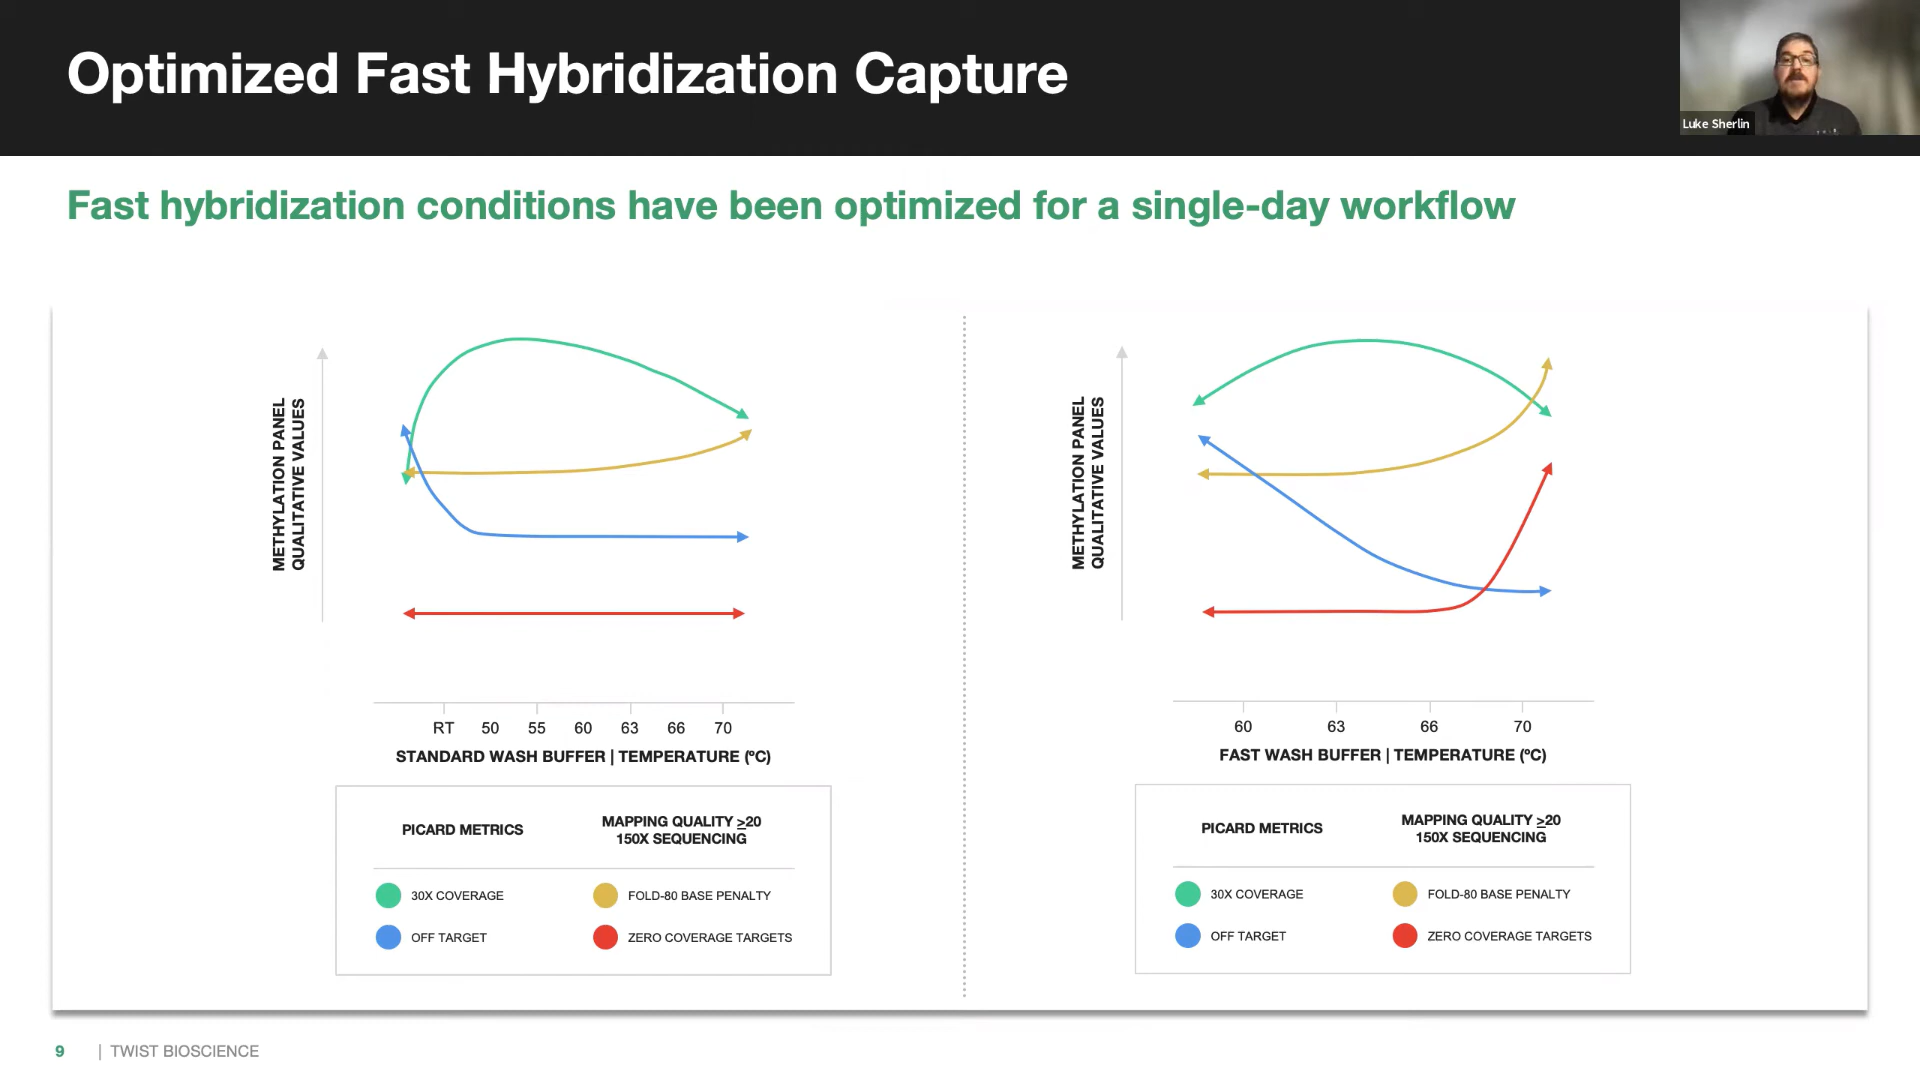 Optimized Fast Hybridization Capture
Luke Sherlin
Fast hybridization conditions have been optimized for a single-day workflow
METHYLATION PANEL
QUALITATIVE VALUES
RT 50 55 60 63 66 70
STANDARD WASH BUFFER | TEMPERATURE (ºC)
PICARD METRICS
MAPPING QUALITY ≥20
150X SEQUENCING
30X COVERAGE
FOLD-80 BASE PENALTY
OFF TARGET
ZERO COVERAGE TARGETS
METHYLATION PANEL
QUALITATIVE VALUES
60 63 66 70
FAST WASH BUFFER | TEMPERATURE (ºC)
PICARD METRICS
MAPPING QUALITY ≥20
150X SEQUENCING
30X COVERAGE
FOLD-80 BASE PENALTY
OFF TARGET
ZERO COVERAGE TARGETS
9 | TWIST BIOSCIENCE